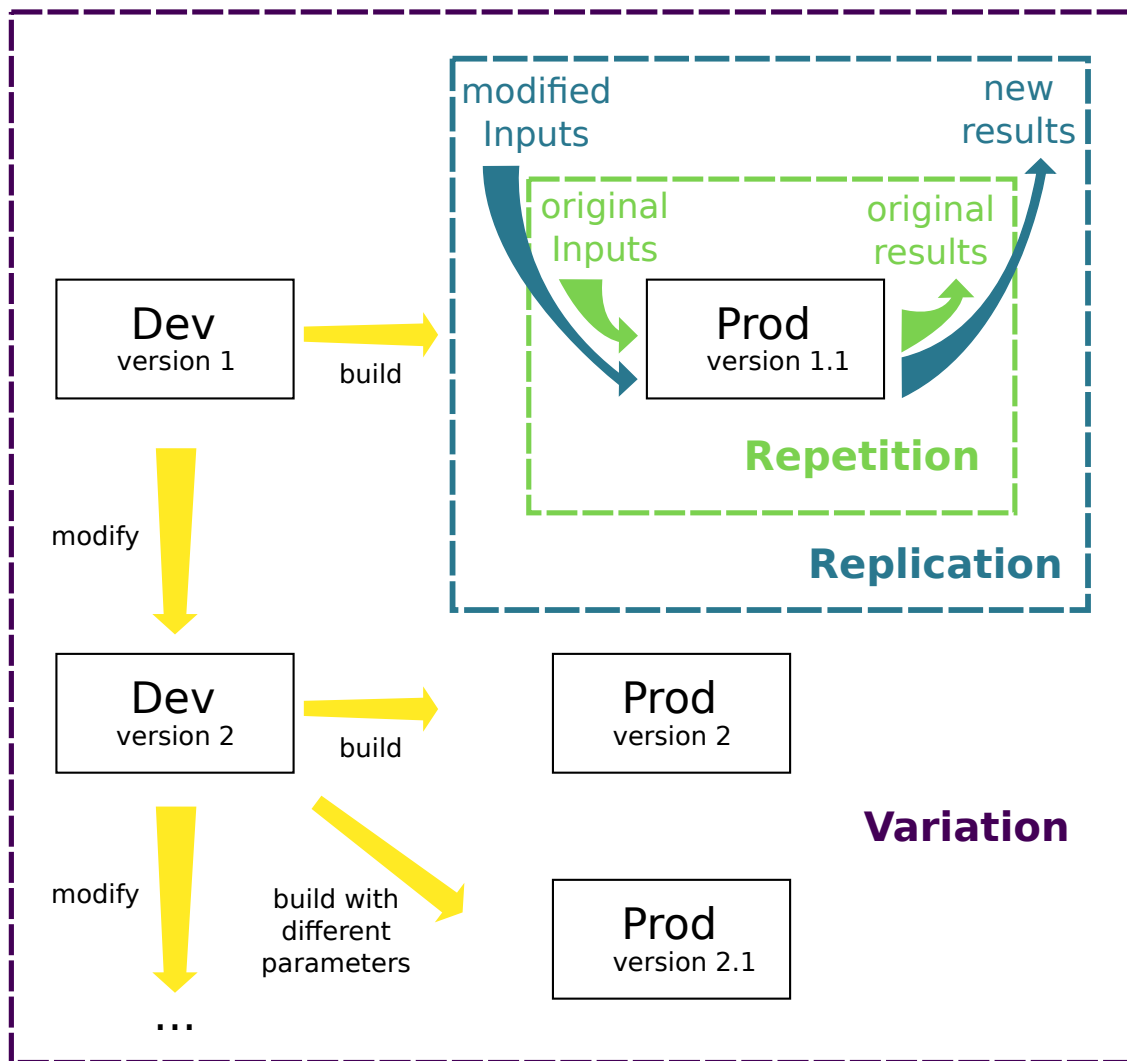 modified
Inputs
new
results
original
Inputs
original
results
Dev
version 1
build
Prod
version 1.1
Repetition
modify
Replication
Dev
version 2
build
Prod
version 2
Variation
modify
build with
different
parameters
Prod
version 2.1
...